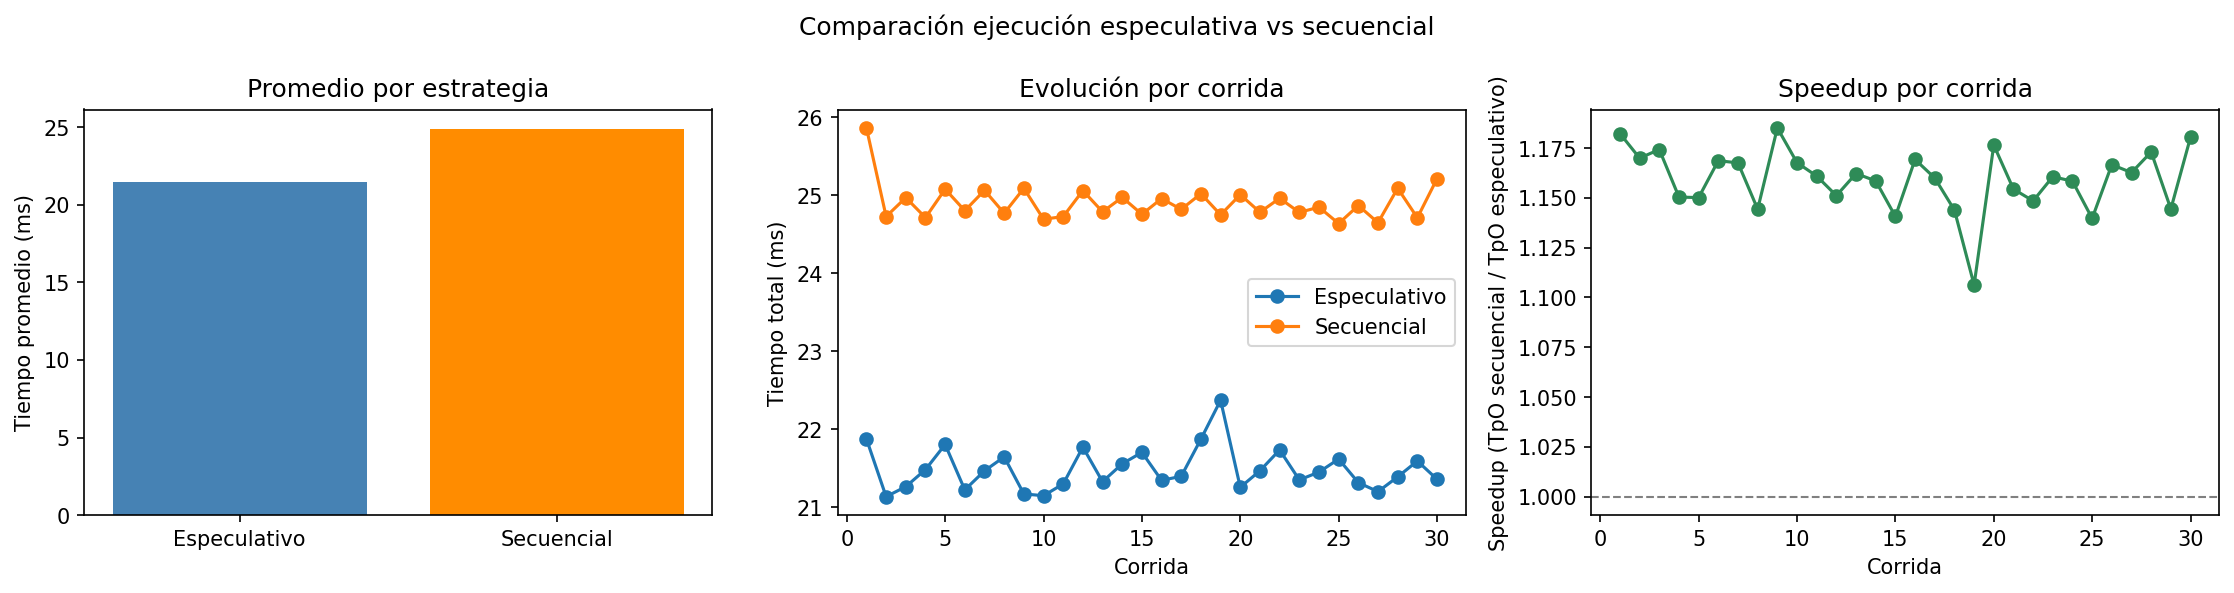 Comparación ejecución especulativa vs secuencial
Promedio por estrategia
Tiempo promedio (ms)
25
20
15
10
5
0
Especulativo
Secuencial
Evolución por corrida
Tiempo total (ms)
26
25
24
23
22
21
Especulativo
Secuencial
0
5
10
15
20
25
30
Corrida
Speedup por corrida
Speedup (TpO secuencial / TpO especulativo)
1.175
1.150
1.125
1.100
1.075
1.050
1.025
1.000
0
5
10
15
20
25
30
Corrida